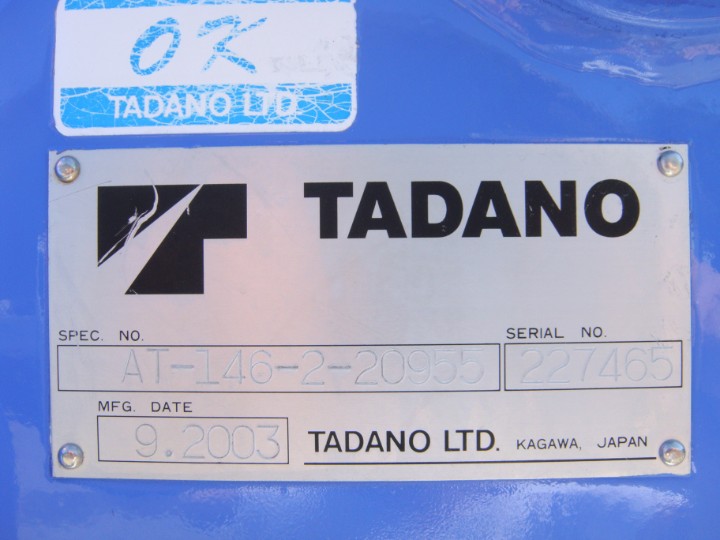 OK
TADANO LTD
TADANO
SPEC. NO.
SERIAL NO.
AT-146-2-20955
227465
MFG. DATE
9.2003
TADANO LTD. KAGAWA, JAPAN